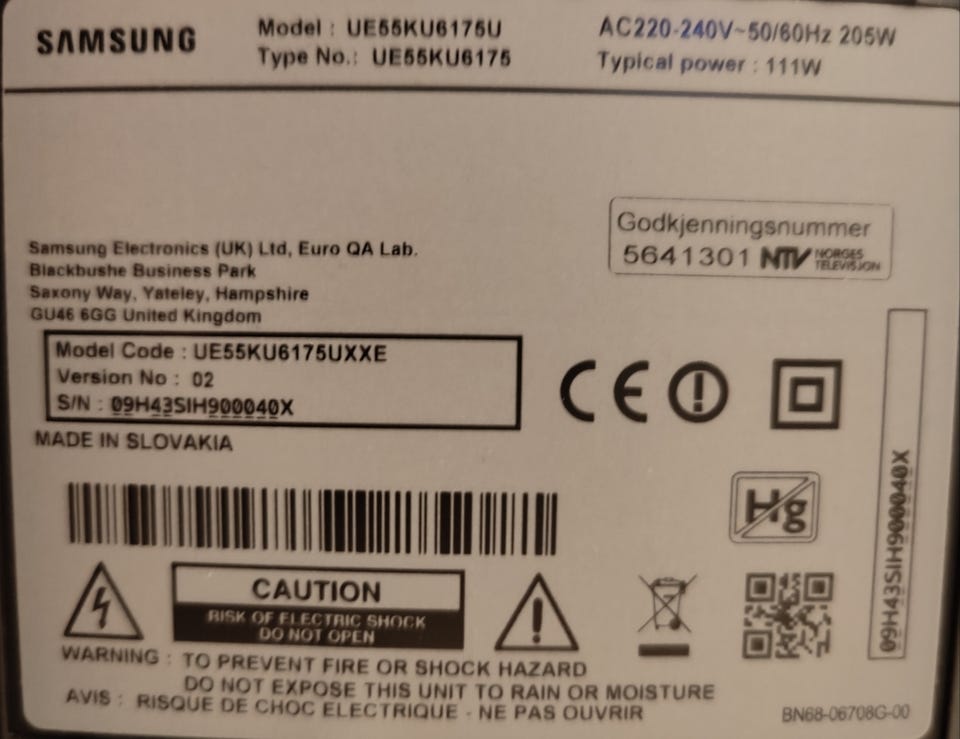 SAMSUNG
Model : UE55KU6175U
Type No.: UE55KU6175
AC220-240V~50/60Hz 205W
Typical power : 111W
Godkjenningsnummer
5641301 NTV NORGES TELEVISJON
Samsung Electronics (UK) Ltd, Euro QA Lab.
Blackbushe Business Park
Saxony Way, Yateley, Hampshire
GU46 6GG United Kingdom
Model Code : UE55KU6175UXXE
Version No : 02
S/N : 09H43SIH900040X
MADE IN SLOVAKIA
CE
Hg
09H43SIH900040X
CAUTION
RISK OF ELECTRIC SHOCK
DO NOT OPEN
WARNING : TO PREVENT FIRE OR SHOCK HAZARD
DO NOT EXPOSE THIS UNIT TO RAIN OR MOISTURE
AVIS : RISQUE DE CHOC ELECTRIQUE - NE PAS OUVRIR
BN68-06708G-00